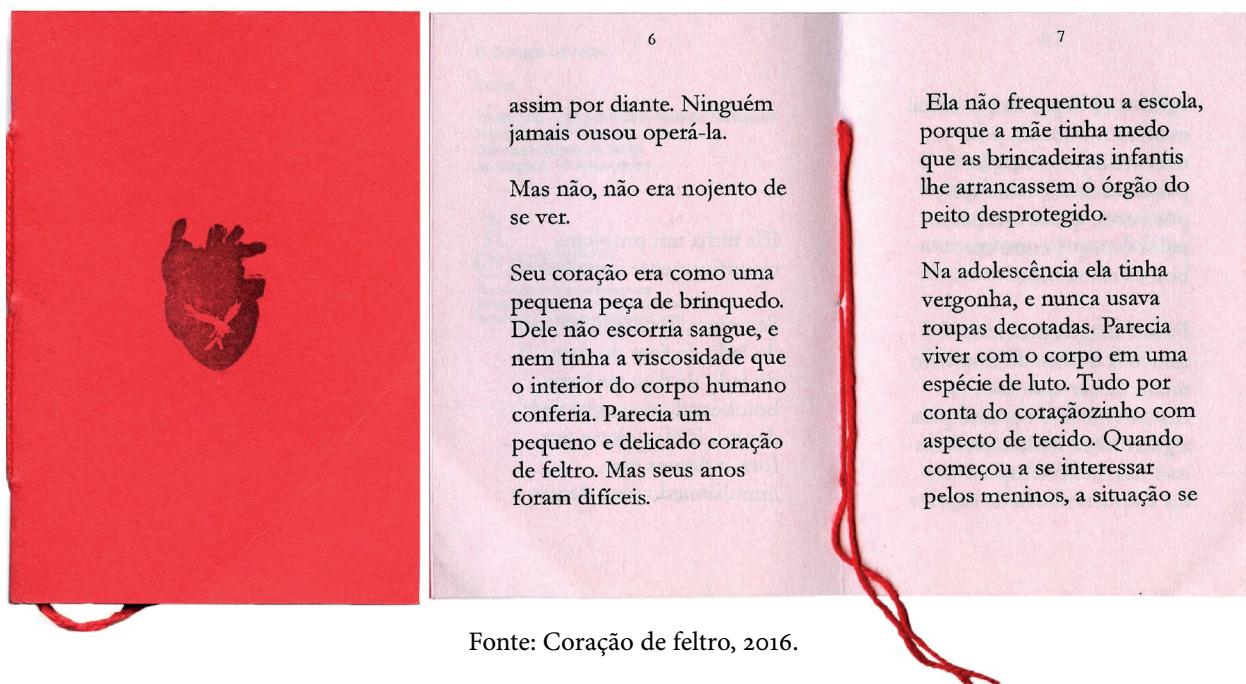 6
assim por diante. Ninguém
jamais ousou operá-la.
Mas não, não era nojento de
se ver.
Seu coração era como uma
pequena peça de brinquedo.
Dele não escorria sangue, e
nem tinha a viscosidade que
o interior do corpo humano
conferia. Parecia um
pequeno e delicado coração
de feltro. Mas seus anos
foram difíceis.
7
Ela não frequentou a escola,
porque a mãe tinha medo
que as brincadeiras infantis
lhe arrancassem o órgão do
peito desprotegido.
Na adolescência ela tinha
vergonha, e nunca usava
roupas decotadas. Parecia
viver com o corpo em uma
espécie de luto. Tudo por
conta do coraçãozinho com
aspecto de tecido. Quando
começou a se interessar
pelos meninos, a situação se
Fonte: Coração de feltro, 2016.